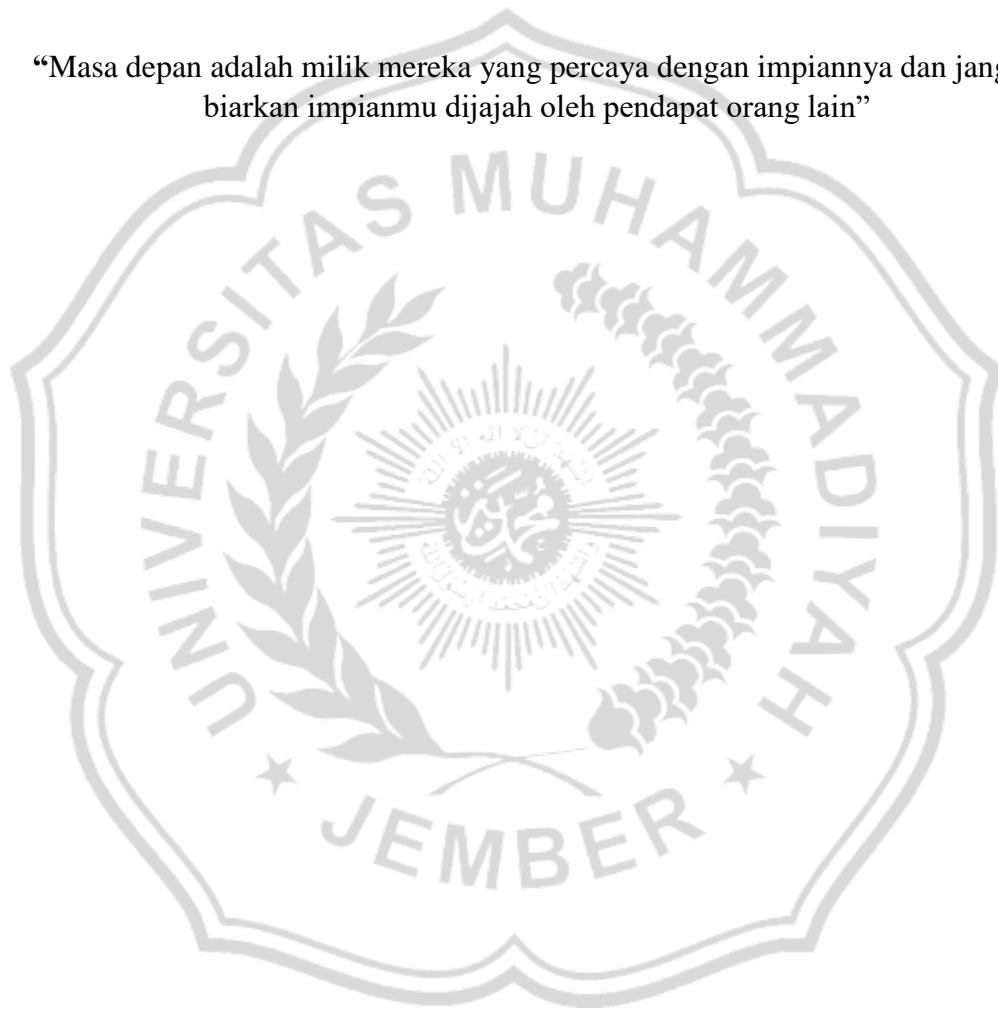 “Masa depan adalah milik mereka yang percaya dengan impiannya dan jang
biarkan impianmu dijajah oleh pendapat orang lain”
UNIVERSITAS MUHAMMADIYAH
JEMBER